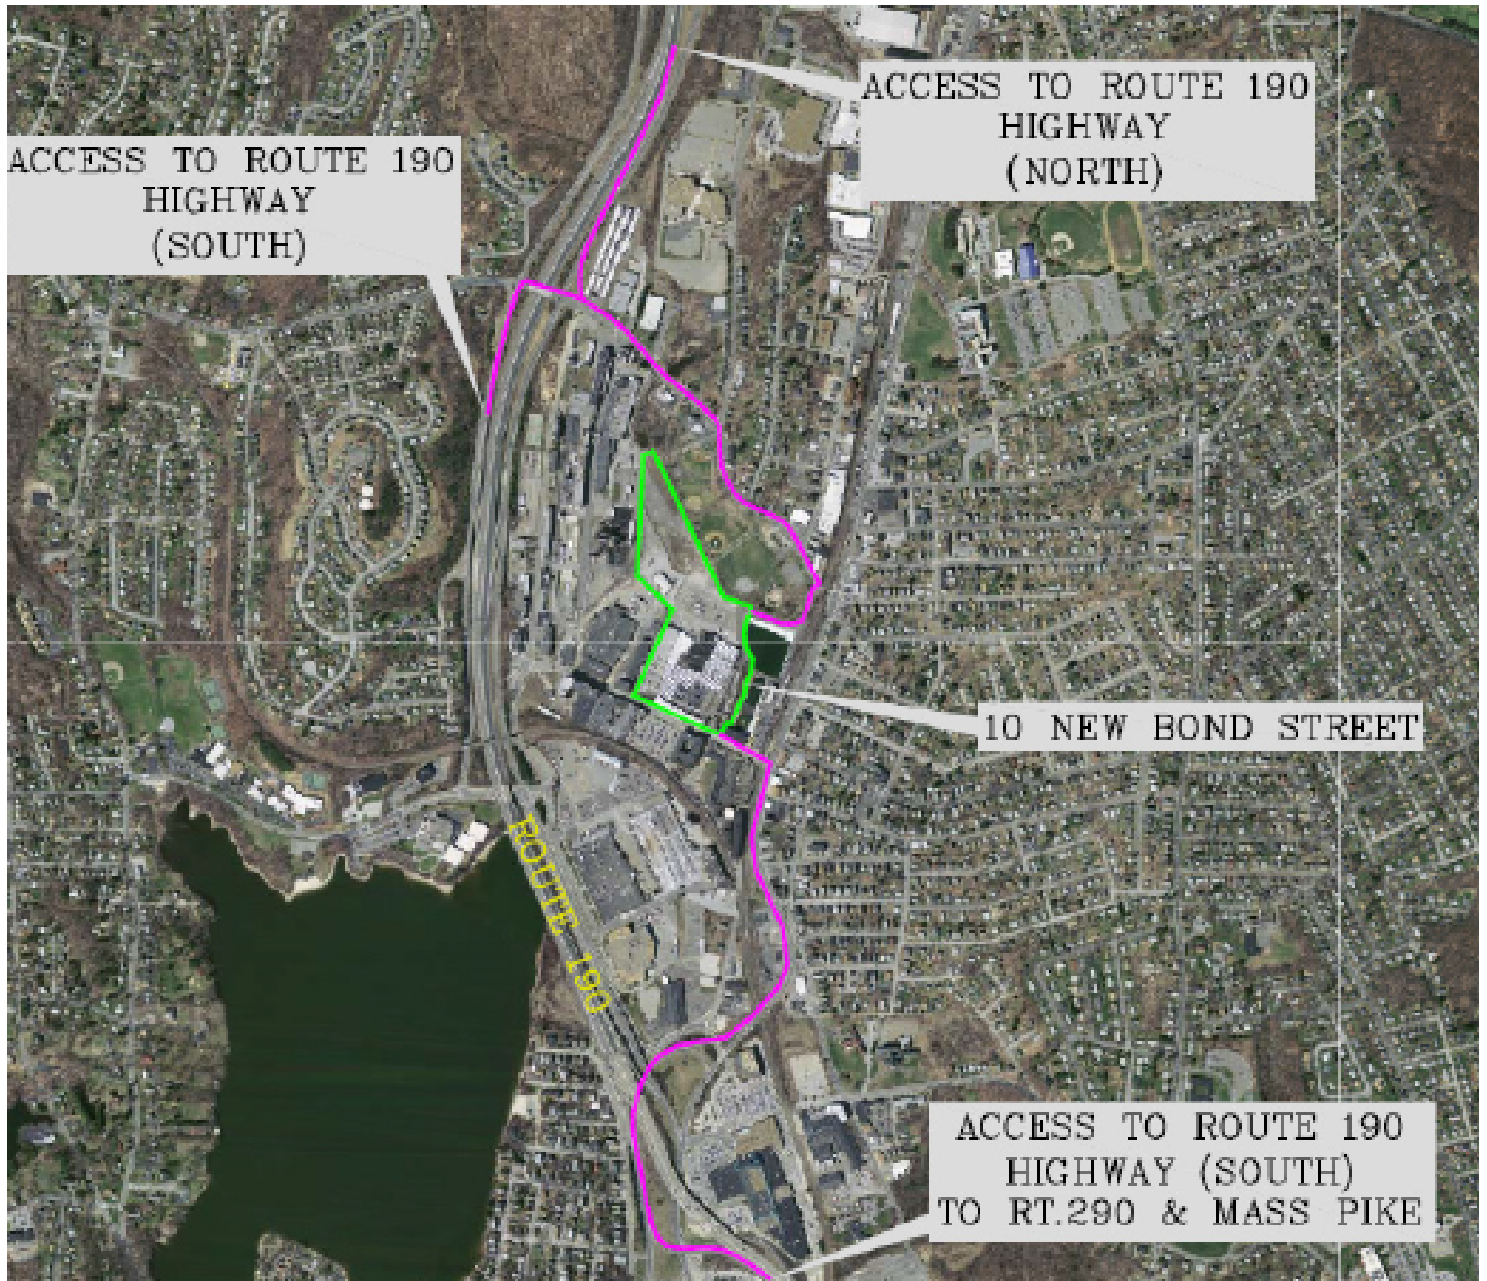 ACCESS TO ROUTE 190
HIGHWAY
(NORTH)
ACCESS TO ROUTE 190
HIGHWAY
(SOUTH)
10 NEW BOND STREET
ROUTE 190
ACCESS TO ROUTE 190
HIGHWAY (SOUTH)
TO RT.290 & MASS PIKE